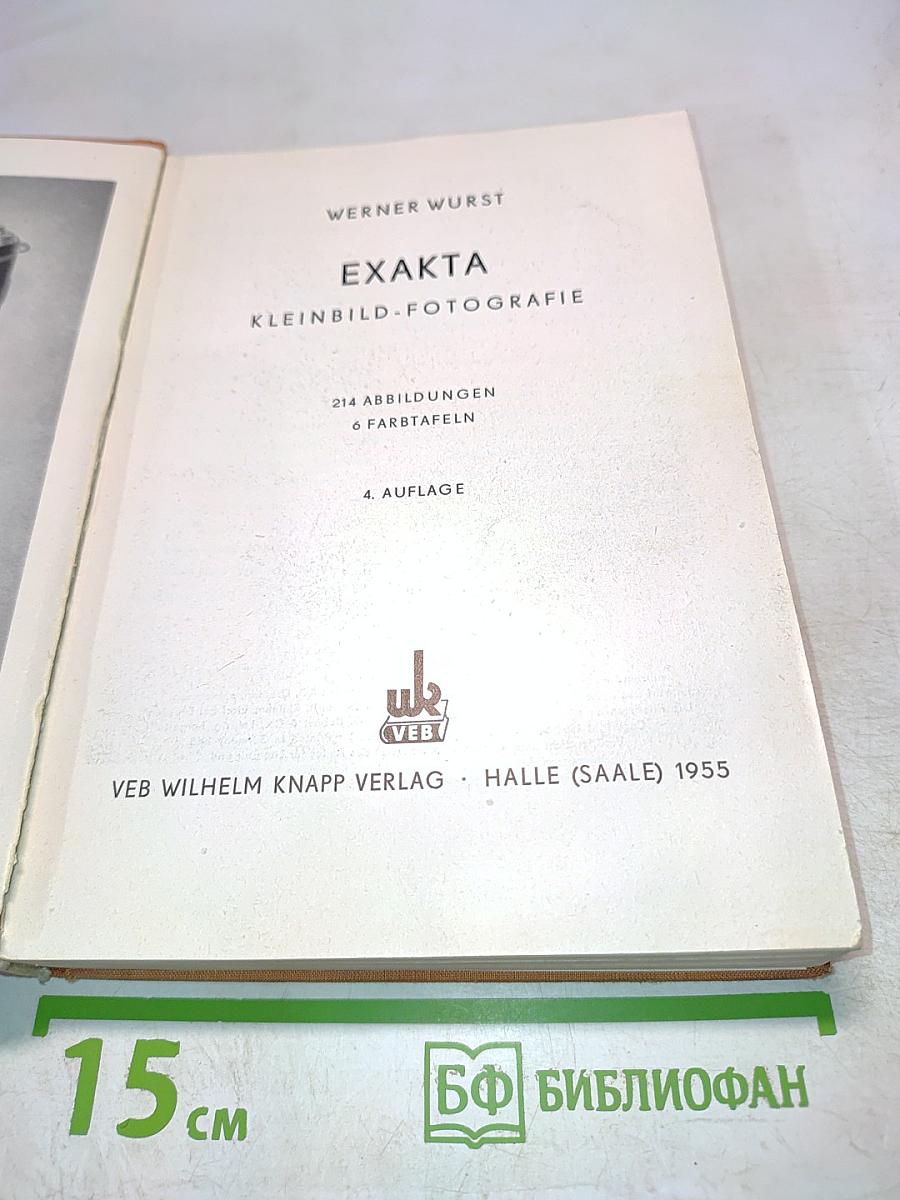 WERNER WURST
EXAKTA
KLEINBILD-FOTOGRAFIE
214 ABBILDUNGEN
6 FARBTAFELN
4. AUFLAGE
wk
VEB
VEB WILHELM KNAPP VERLAG · HALLE (SAALE) 1955
15 см
БФ БИБЛИОФАН